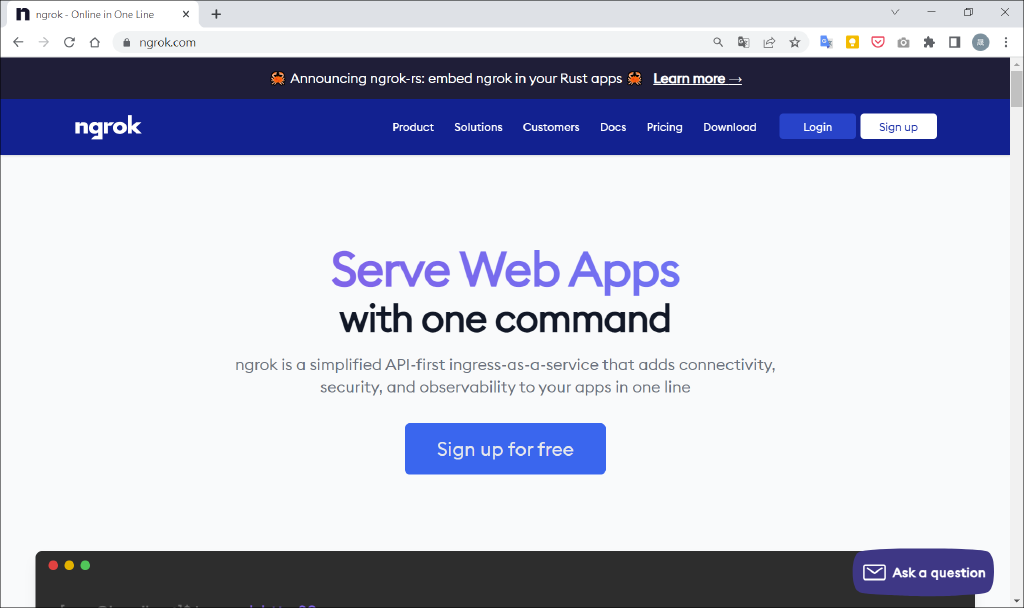 ngrok - Online in One Line
ngrok.com
Announcing ngrok-rs: embed ngrok in your Rust apps Learn more →
ngrok Product Solutions Customers Docs Pricing Download Login Sign up
Serve Web Apps
with one command
ngrok is a simplified API-first ingress-as-a-service that adds connectivity,
security, and observability to your apps in one line
Sign up for free
Ask a question